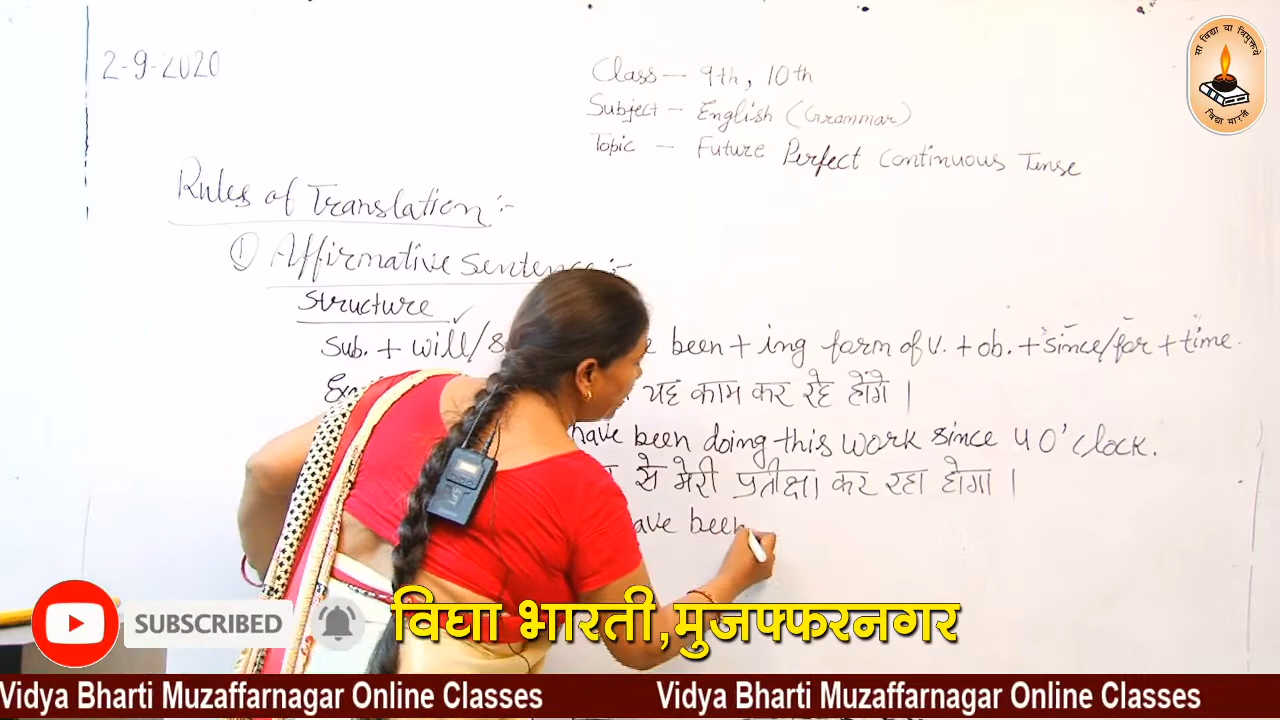 2-9-2020
Class - 9th, 10th
Subject - English (Grammar)
Topic - Future Perfect Continuous Tense
Rules of Translation :-
① Affirmative Sentence :-
Structure ✓
Sub. + will/ been + ing form of V. + ob. + since/for + time.
यह काम कर रहे होंगे ।
have been doing this work since 4 O'clock.
से मेरी प्रतीक्षा कर रहा होगा ।
have been
सा विद्या या विमुक्तये
विद्या भारती
SUBSCRIBED
विघा भारती,मुजफ्फरनगर
Vidya Bharti Muzaffarnagar Online Classes
Vidya Bharti Muzaffarnagar Online Classes